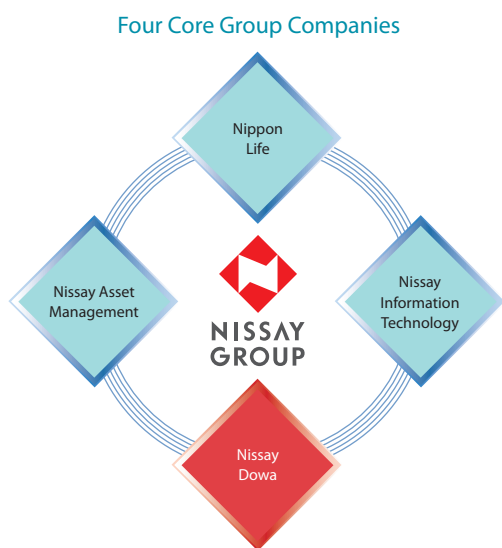 Four Core Group Companies
Nippon
Life
Nissay Asset
Management
Nissay
Information
Technology
NISSAY
GROUP
Nissay
Dowa